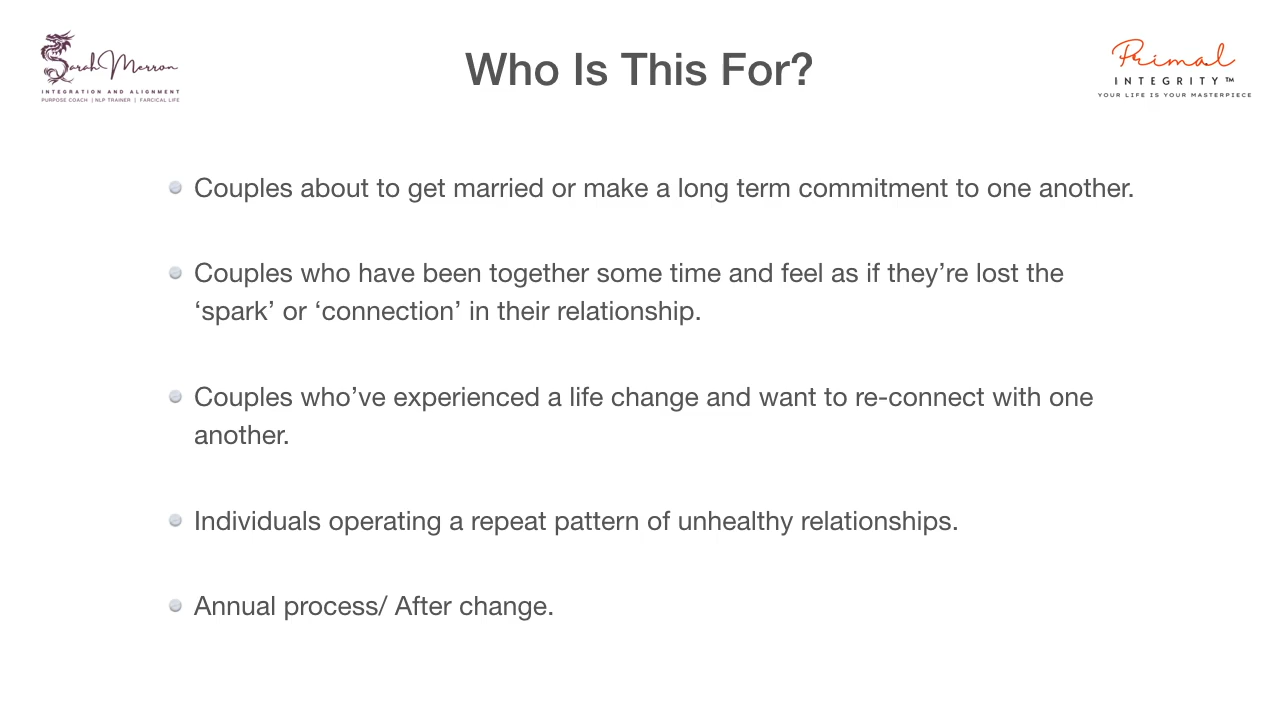 Sarah Merron
INTEGRATION AND ALIGNMENT
PURPOSE COACH | NLP TRAINER | FARCICAL LIFE
Who Is This For?
Primal
INTEGRITY™
YOUR LIFE IS YOUR MASTERPIECE
Couples about to get married or make a long term commitment to one another.
Couples who have been together some time and feel as if they’re lost the
‘spark’ or ‘connection’ in their relationship.
Couples who’ve experienced a life change and want to re-connect with one
another.
Individuals operating a repeat pattern of unhealthy relationships.
Annual process/ After change.